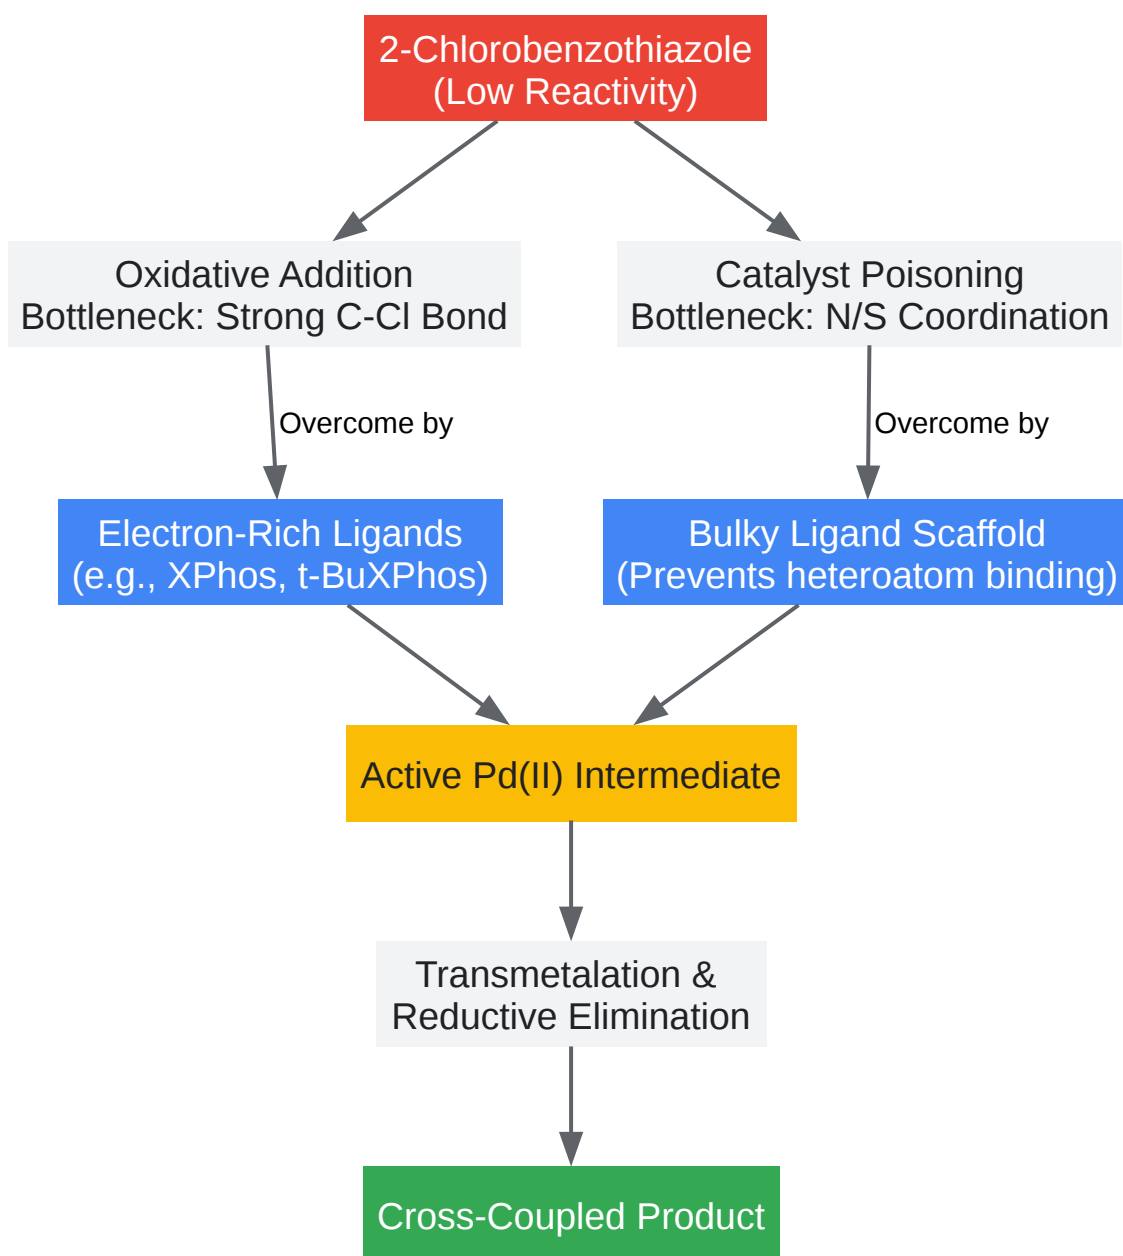 2-Chlorobenzothiazole
(Low Reactivity)
Oxidative Addition
Bottleneck: Strong C-Cl Bond
Catalyst Poisoning
Bottleneck: N/S Coordination
Overcome by
Overcome by
Electron-Rich Ligands
(e.g., XPhos, t-BuXPhos)
Bulky Ligand Scaffold
(Prevents heteroatom binding)
Active Pd(II) Intermediate
Transmetalation &
Reductive Elimination
Cross-Coupled Product